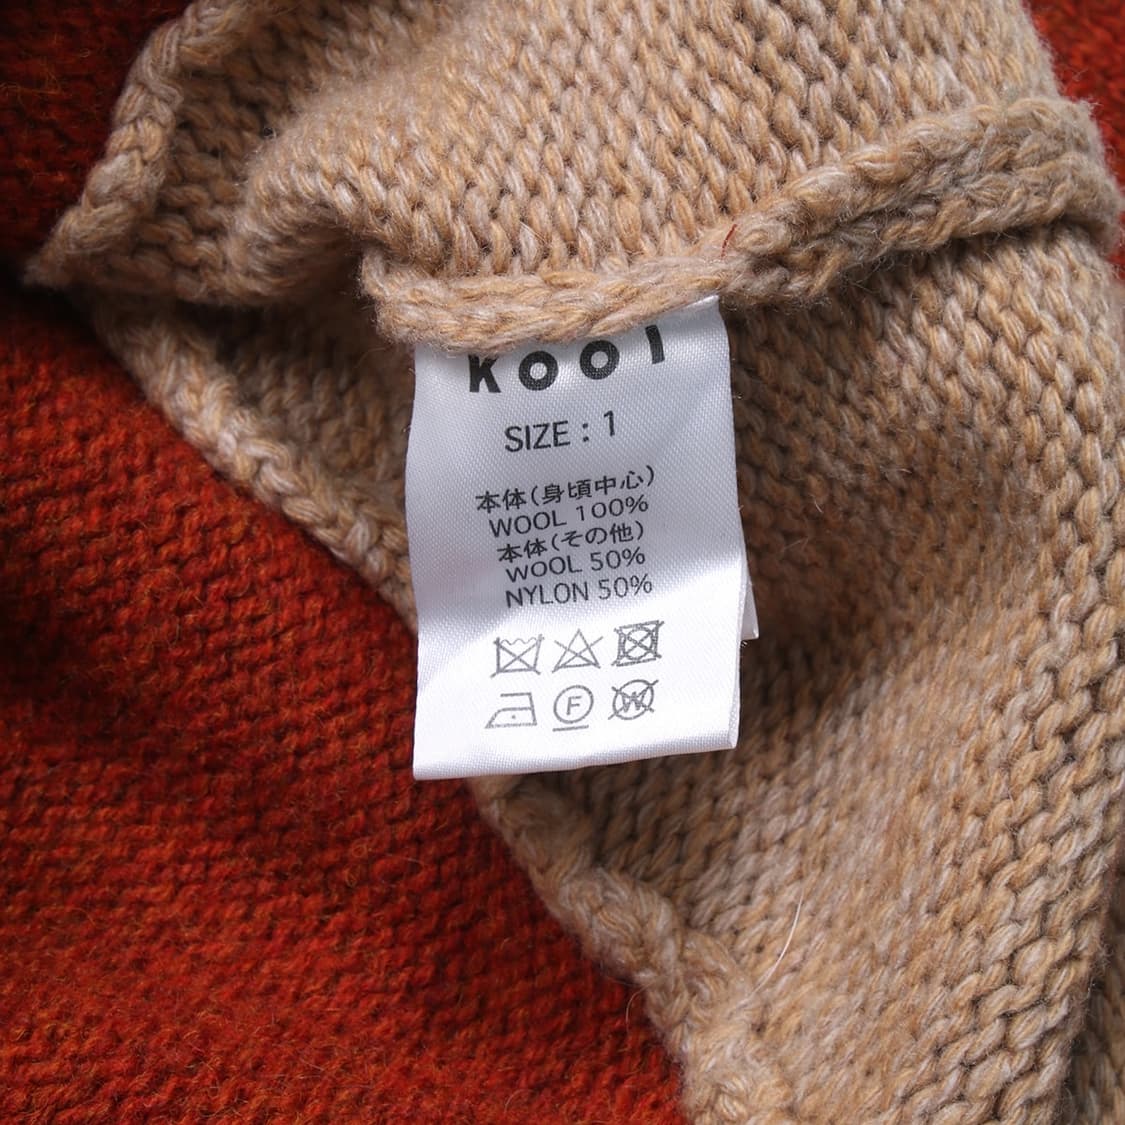 KOOI
SIZE : 1
本体(身頃中心)
WOOL 100%
本体(その他)
WOOL 50%
NYLON 50%
F
W